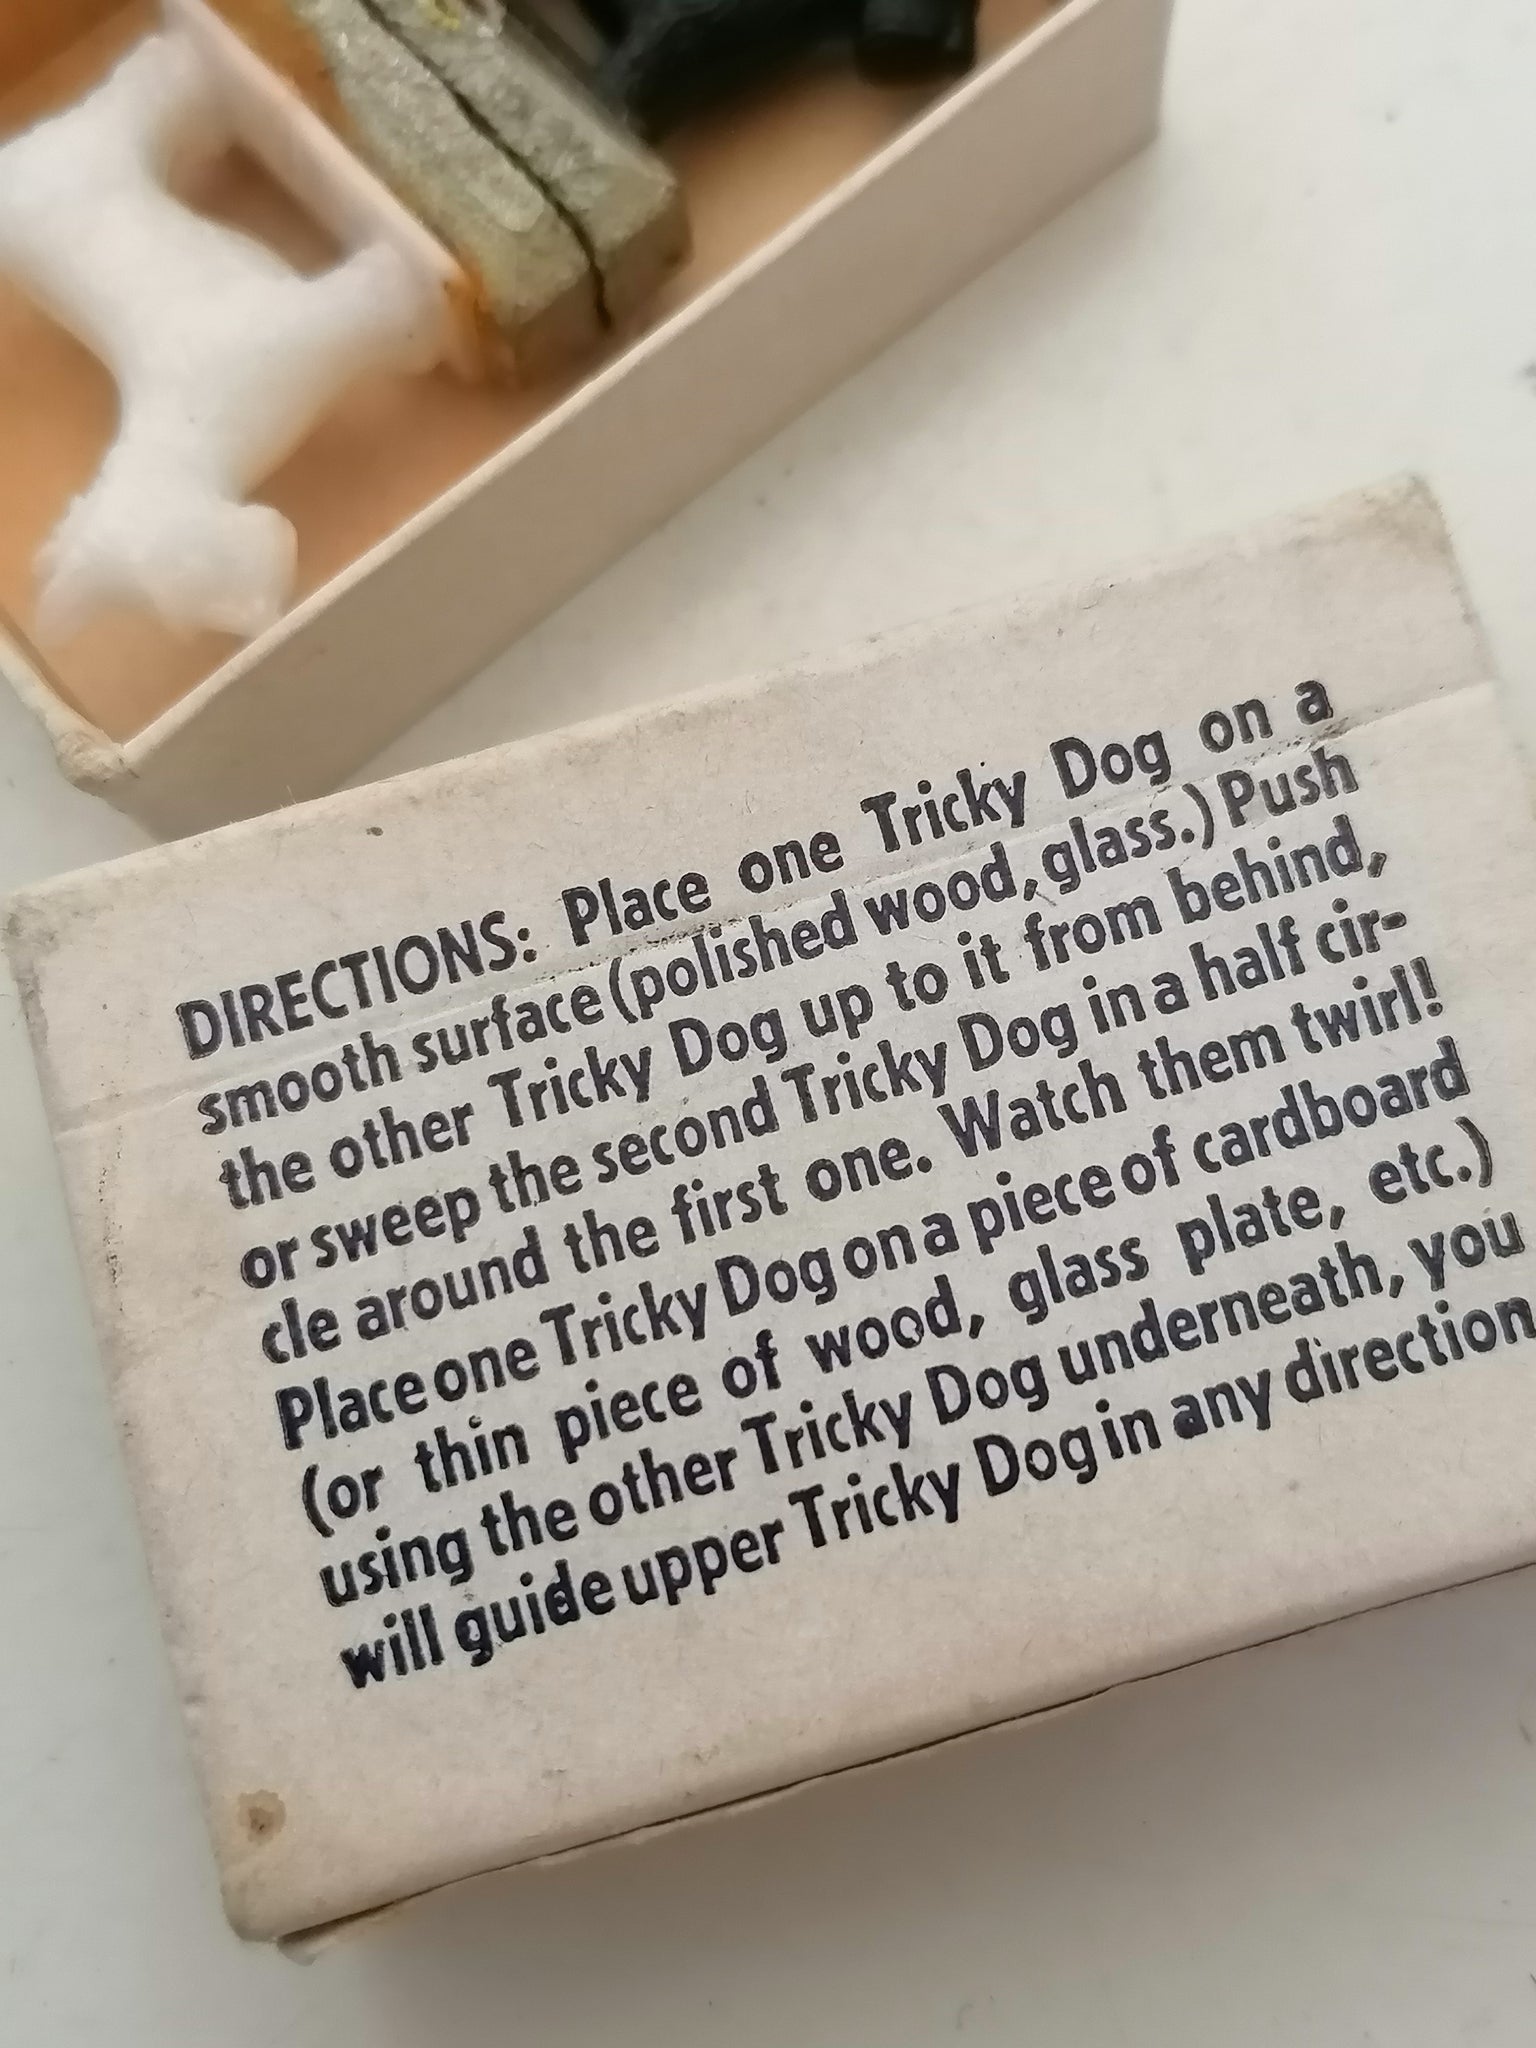 DIRECTIONS: Place one Tricky Dog on a
smooth surface (polished wood, glass.) Push
the other Tricky Dog up to it from behind,
or sweep the second Tricky Dog in a half cir-
cle around the first one. Watch them twirl!
Place one Tricky Dog on a piece of cardboard
(or thin piece of wood, glass plate, etc.)
using the other Tricky Dog underneath, you
will guide upper Tricky Dog in any direction